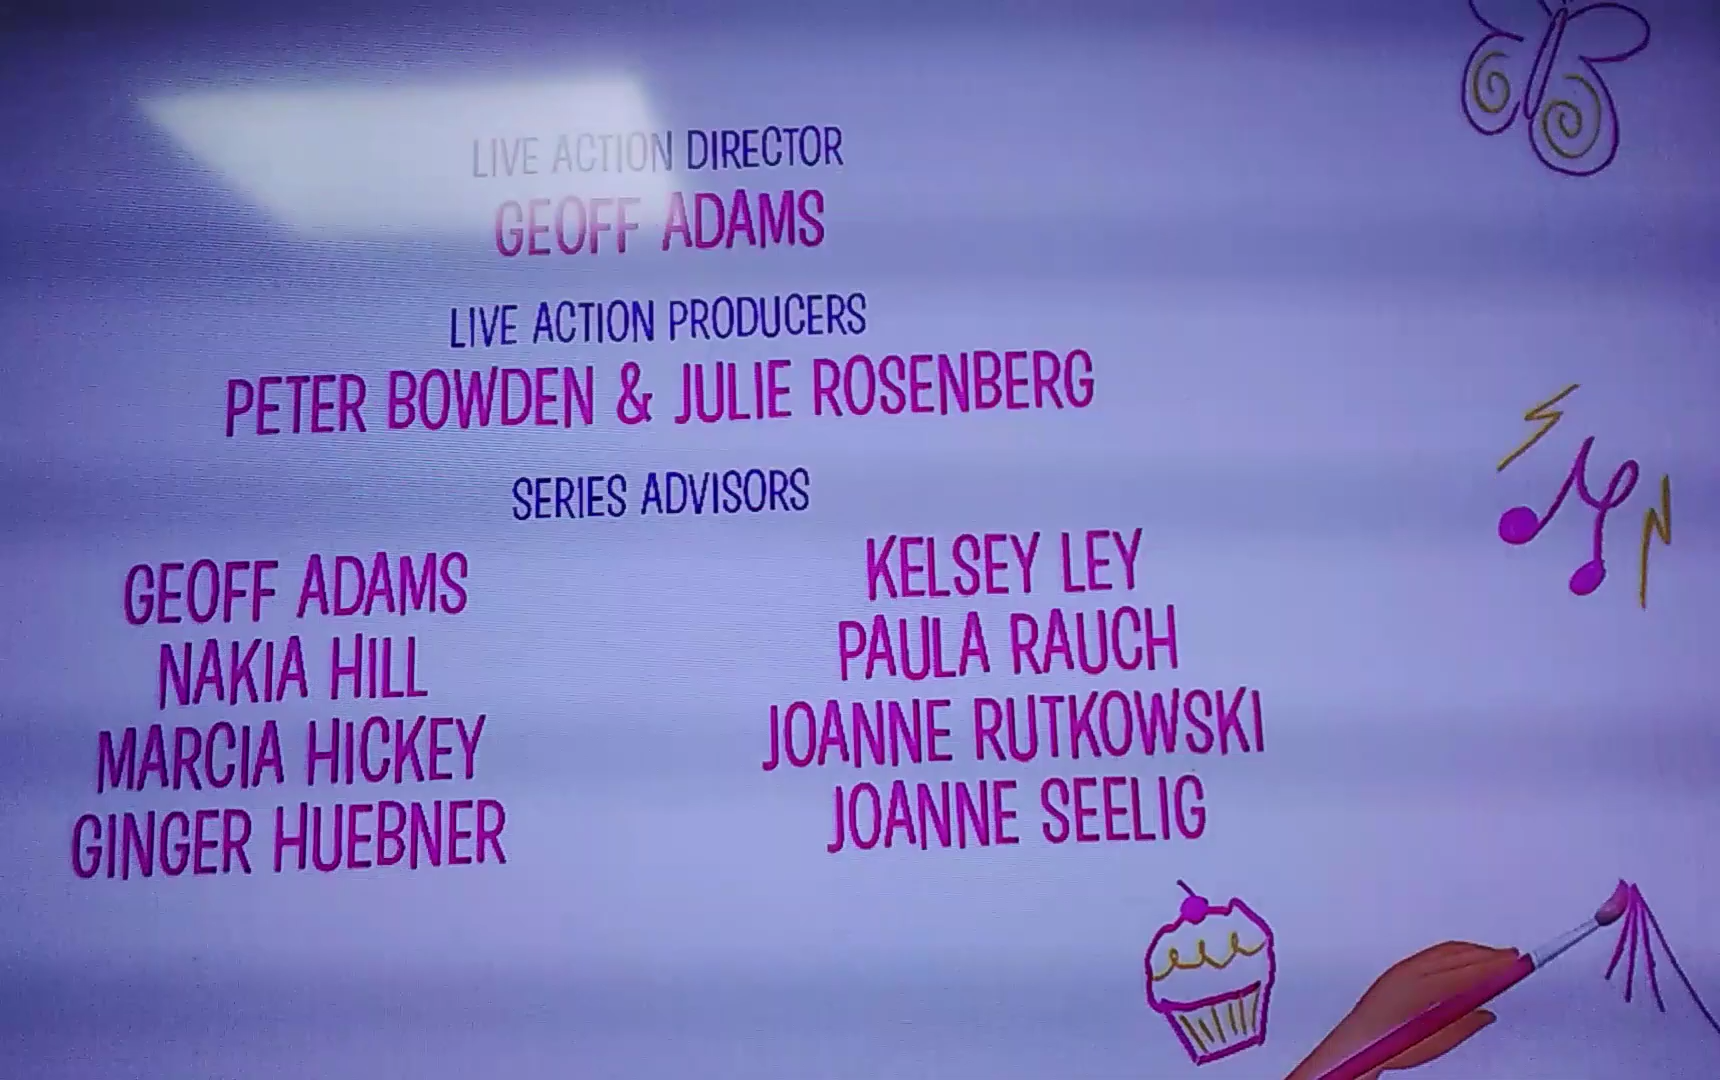 LIVE ACTION DIRECTOR
GEOFF ADAMS
LIVE ACTION PRODUCERS
PETER BOWDEN & JULIE ROSENBERG
SERIES ADVISORS
GEOFF ADAMS
NAKIA HILL
MARCIA HICKEY
GINGER HUEBNER
KELSEY LEY
PAULA RAUCH
JOANNE RUTKOWSKI
JOANNE SEELIG